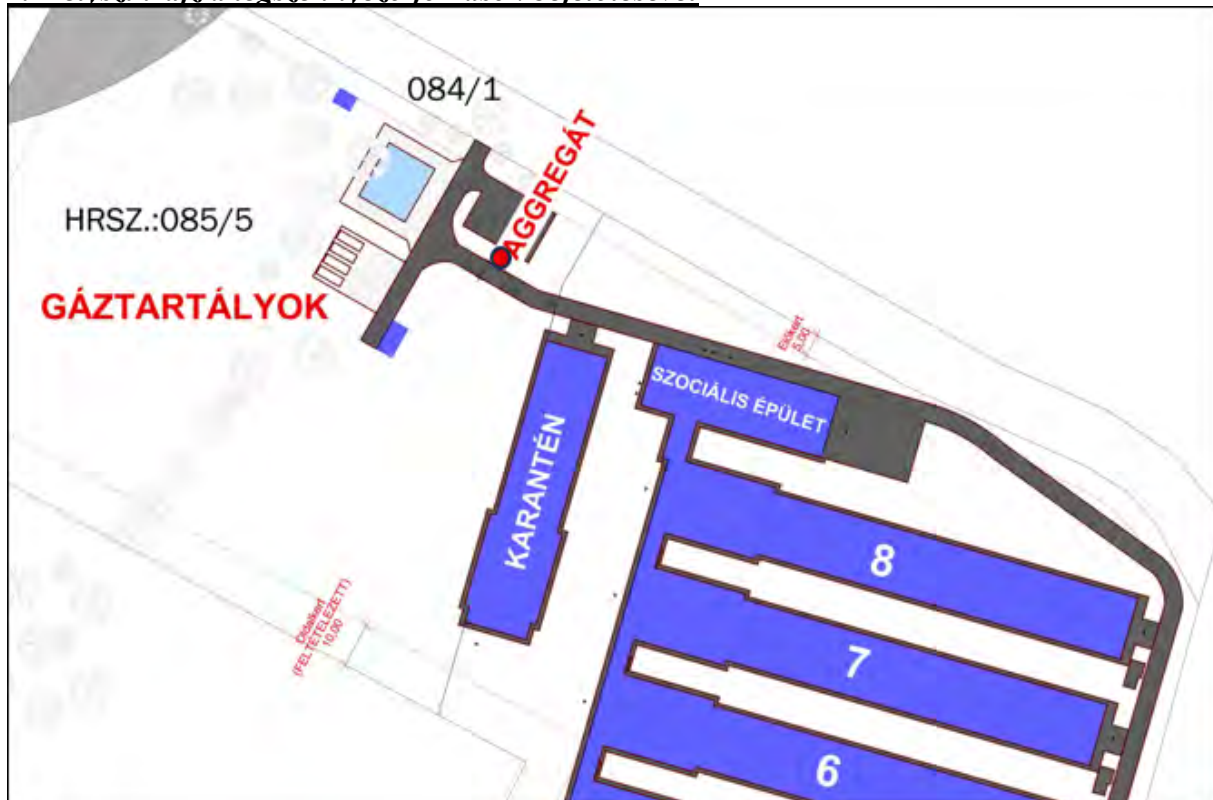 084/1
AGGREGÁT
HRSZ.:085/5
GÁZTARTÁLYOK
Előkert
5,00
SZOCIÁLIS ÉPÜLET
KARANTÉN
8
Oldalkert
(FELTÉTELEZETT)
10,00
7
6